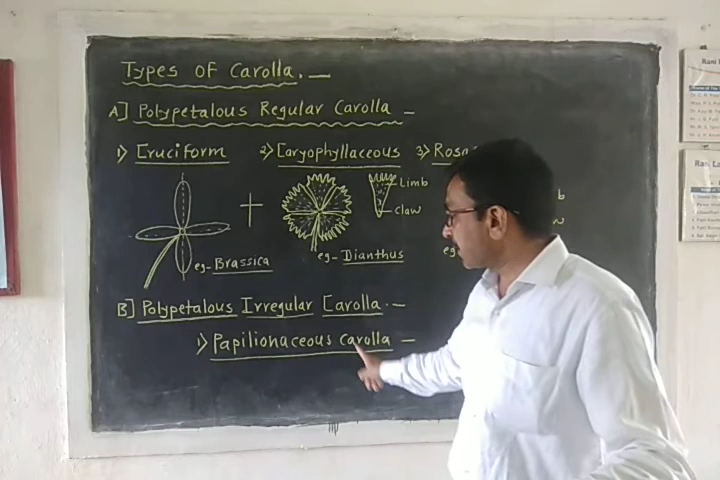 Types of Carolla.
A] Polypetalous Regular Carolla -
1) Cruciform 2) Caryophyllaceous 3) Rosa
Limb
claw
eg- Brassica
eg- Dianthus
eg
B] Polypetalous Irregular Carolla. -
1) Papilionaceous Carolla -